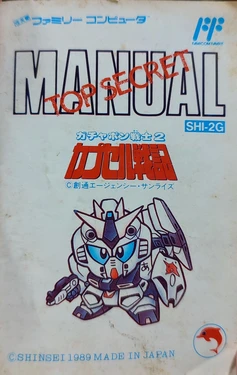 ファミリー コンピュータ
MANUAL
TOP SECRET
SHI-2G
ガチャポン戦士2
カプセル戦記
©創通エージェンシー・サンライズ
©SHINSEI 1989 MADE IN JAPAN